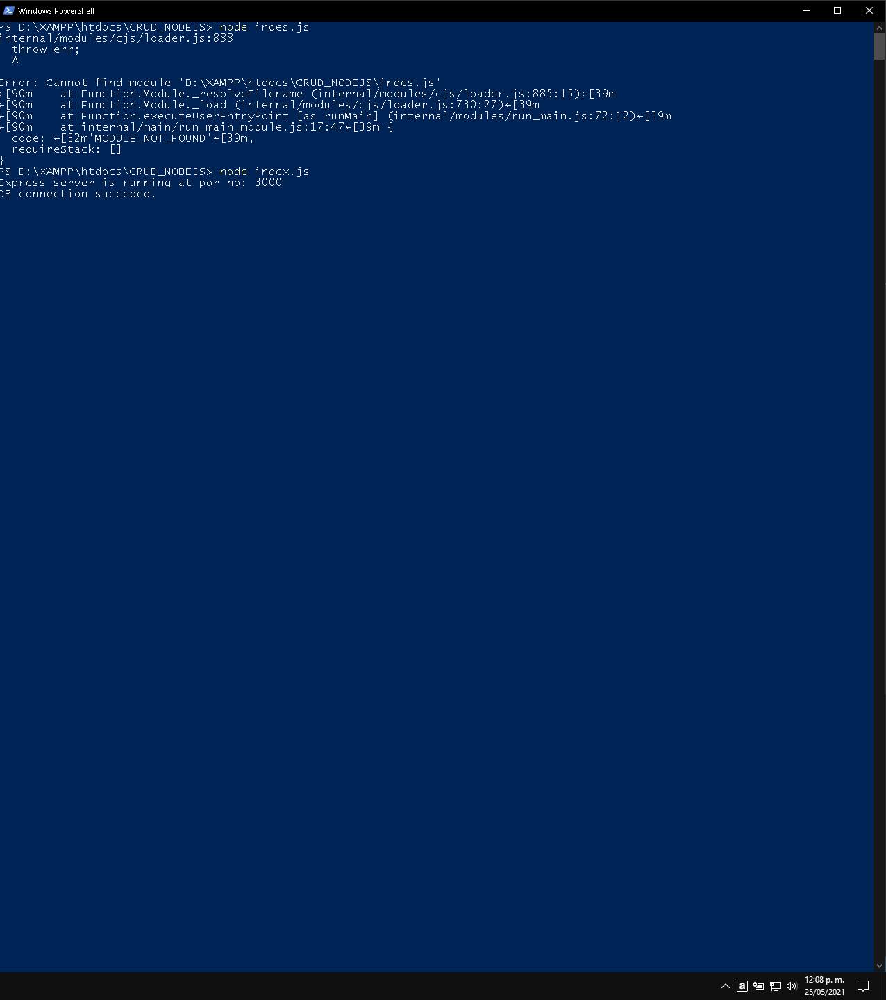 Windows PowerShell
PS D:\XAMPP\htdocs\CRUD_NODEJS> node indes.js
internal/modules/cjs/loader.js:888
  throw err;
  ^
Error: Cannot find module 'D:\XAMPP\htdocs\CRUD_NODEJS\indes.js'
←[90m    at Function.Module._resolveFilename (internal/modules/cjs/loader.js:885:15)←[39m
←[90m    at Function.Module._load (internal/modules/cjs/loader.js:730:27)←[39m
←[90m    at Function.executeUserEntryPoint [as runMain] (internal/modules/run_main.js:72:12)←[39m
←[90m    at internal/main/run_main_module.js:17:47←[39m {
  code: ←[32m'MODULE_NOT_FOUND'←[39m,
  requireStack: []
}
PS D:\XAMPP\htdocs\CRUD_NODEJS> node index.js
Express server is running at por no: 3000
DB connection succeded.
a
12:08 p. m.
25/05/2021